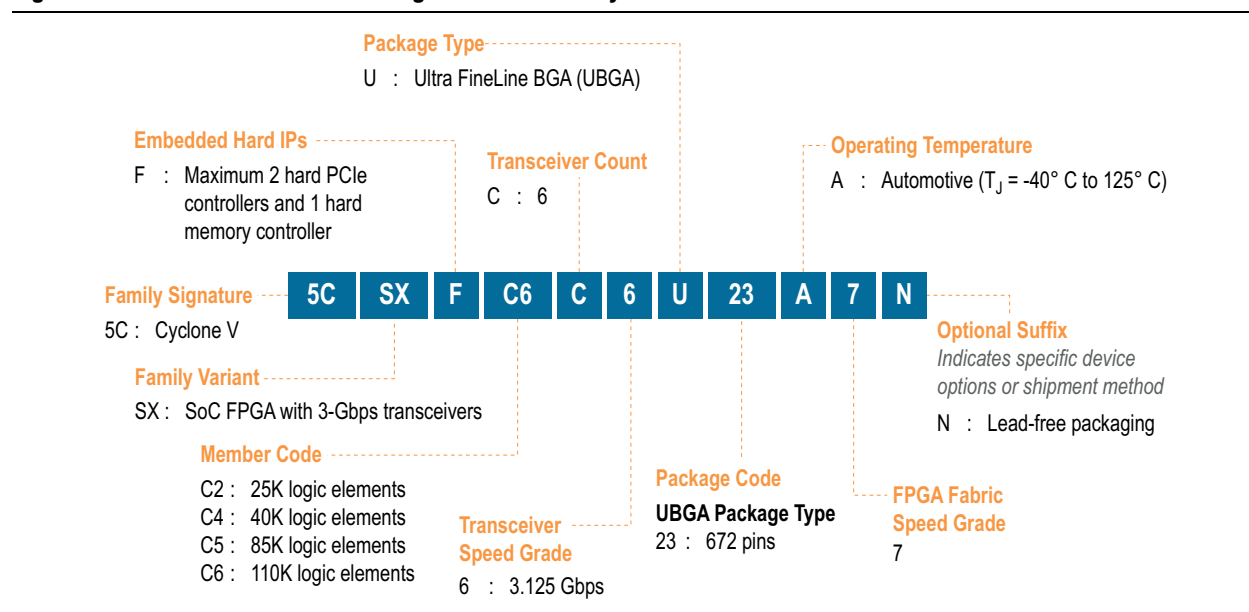 Package Type
U : Ultra FineLine BGA (UBGA)
Embedded Hard IPs
F : Maximum 2 hard PCIe
controllers and 1 hard
memory controller
Transceiver Count
C : 6
Operating Temperature
A : Automotive (TJ = -40° C to 125° C)
Family Signature
5C : Cyclone V
5C SX F C6 C 6 U 23 A 7 N
Optional Suffix
Indicates specific device
options or shipment method
N : Lead-free packaging
Family Variant
SX : SoC FPGA with 3-Gbps transceivers
Member Code
C2 : 25K logic elements
C4 : 40K logic elements
C5 : 85K logic elements
C6 : 110K logic elements
Transceiver
Speed Grade
6 : 3.125 Gbps
Package Code
UBGA Package Type
23 : 672 pins
FPGA Fabric
Speed Grade
7